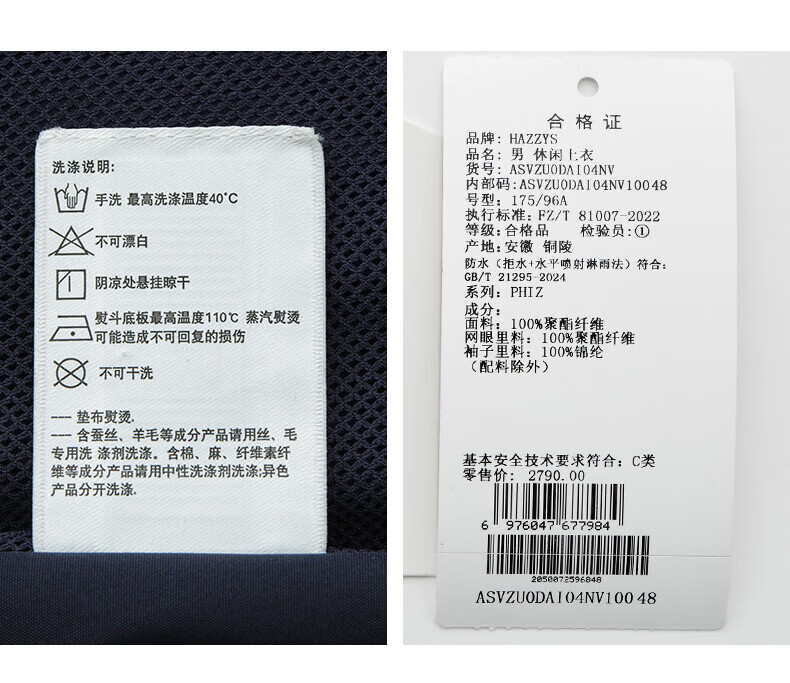 洗涤说明:
手洗 最高洗涤温度40℃
不可漂白
阴凉处悬挂晾干
熨斗底板最高温度110℃ 蒸汽熨烫
可能造成不可回复的损伤
不可干洗
--- 垫布熨烫.
--- 含蚕丝、羊毛等成分产品请用丝、毛
专用洗 涤剂洗涤。含棉、麻、纤维素纤
维等成分产品请用中性洗涤剂洗涤;异色
产品分开洗涤.
合格证
品牌: HAZZYS
品名: 男 休闲上衣
货号: ASVZU0DAI04NV
内部码:ASVZU0DAI04NV10048
号型: 175/96A
执行标准: FZ/T 81007-2022
等级:合格品 检验员:①
产地:安徽 铜陵
防水（拒水+水平喷射淋雨法）符合:
GB/T 21295-2024
系列: PHIZ
成分:
面料: 100%聚酯纤维
网眼里料: 100%聚酯纤维
袖子里料: 100%锦纶
（配料除外）
基本安全技术要求符合: C类
零售价: 2790.00
6 976047 677984
2050072596848
ASVZU0DAI04NV10048